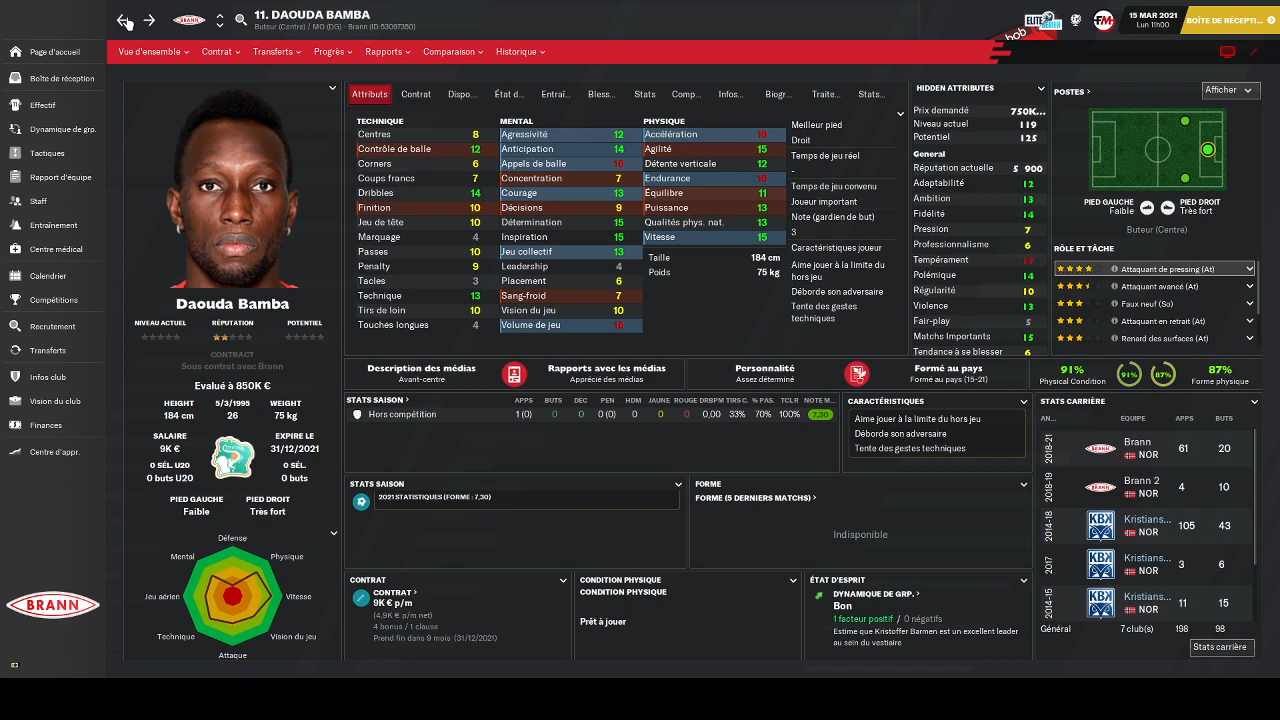 11. DAOUDA BAMBA
Buteur (Centre) / MO (DG) - Brann (ID:53097350)
BRANN
ELITE SERIEN
FM
15 MAR 2021
Lun 11h00
BOÎTE DE RÉCEPTI...
bob
Vue d'ensemble
Contrat
Transferts
Progrès
Rapports
Comparaison
Historique
Page d'accueil
Boîte de réception
Effectif
Dynamique de grp.
Tactiques
Rapport d'équipe
Staff
Entraînement
Centre médical
Calendrier
Compétitions
Recrutement
Transferts
Infos club
Vision du club
Finances
Centre d'appr.
BRANN
Daouda Bamba
NIVEAU ACTUEL RÉPUTATION POTENTIEL
CONTRACT
Sous contrat avec Brann
Evalué à 850K €
HEIGHT 5/3/1995 WEIGHT
184 cm 26 75 kg
SALAIRE EXPIRE LE
9K € 31/12/2021
0 SÉL. U20 0 SÉL.
0 buts U20 0 buts
PIED GAUCHE PIED DROIT
Faible Très fort
Défense
Mental Physique
Jeu aérien Vitesse
Technique Vision du jeu
Attaque
Attributs Contrat Dispo... État d... Entraî... Bless... Stats Comp... Infos... Biogr... Traite... Stats...
TECHNIQUE
Centres 8
Contrôle de balle 12
Corners 6
Coups francs 7
Dribbles 14
Finition 10
Jeu de tête 10
Marquage 4
Passes 10
Penalty 9
Tacles 3
Technique 13
Tirs de loin 10
Touches longues 4
MENTAL
Agressivité 12
Anticipation 14
Appels de balle 16
Concentration 7
Courage 13
Décisions 9
Détermination 15
Inspiration 15
Jeu collectif 13
Leadership 4
Placement 6
Sang-froid 7
Vision du jeu 10
Volume de jeu 16
PHYSIQUE
Accélération 16
Agilité 15
Détente verticale 12
Endurance 16
Équilibre 11
Puissance 13
Qualités phys. nat. 13
Vitesse 15
Taille 184 cm
Poids 75 kg
Meilleur pied
Droit
Temps de jeu réel
-
Temps de jeu convenu
Joueur important
Note (gardien de but)
3
Caractéristiques joueur
Aime jouer à la limite du
hors jeu
Déborde son adversaire
Tente des gestes
techniques
HIDDEN ATTRIBUTES
Prix demandé 750K...
Niveau actuel 119
Potentiel 125
General
Réputation actuelle 5 900
Adaptabilité 12
Ambition 13
Fidélité 14
Pression 7
Professionnalisme 6
Tempérament 17
Polémique 14
Régularité 10
Violence 13
Fair-play 5
Matchs Importants 15
Tendance à se blesser 6
POSTES
Afficher
PIED GAUCHE PIED DROIT
Faible Très fort
Buteur (Centre)
RÔLE ET TÂCHE
Attaquant de pressing (At)
Attaquant avancé (At)
Faux neuf (So)
Attaquant en retrait (At)
Renard des surfaces (At)
Description des médias
Avant-centre
Rapports avec les médias
Apprécié des médias
Personnalité
Assez déterminé
Formé au pays
Formé au pays (15-21)
91%
Physical Condition
91%
87%
87%
Forme physique
STATS SAISON
APPS BUTS DÉC PEN HDM JAUNE ROUGE DRBPM TIRS C. % PAS. TCL R NOTE M...
Hors compétition 1 (0) 0 0 0 (0) 0 0 0 0,00 33% 70% 100% 7,30
CARACTÉRISTIQUES
Aime jouer à la limite du hors jeu
Déborde son adversaire
Tente des gestes techniques
STATS CARRIÈRE
AN... EQUIPE APPS BUTS
2018-21 Brann NOR 61 20
2018-19 Brann 2 NOR 4 10
2014-18 KBK Kristians... NOR 105 43
2017 KBK Kristians... NOR 3 6
2014-15 KBK Kristians... NOR 11 15
Général 7 club(s) 198 98
Stats carrière
STATS SAISON
2021 STATISTIQUES (FORME : 7,30)
FORME
FORME (5 DERNIERS MATCHS)
Indisponible
CONTRAT
CONTRAT
9K € p/m
(4,9K € p/m net)
4 bonus / 1 clause
Prend fin dans 9 mois (31/12/2021)
CONDITION PHYSIQUE
CONDITION PHYSIQUE
Prêt à jouer
ÉTAT D'ESPRIT
DYNAMIQUE DE GRP.
Bon
1 facteur positif / 0 négatifs
Estime que Kristoffer Barmen est un excellent leader
au sein du vestiaire